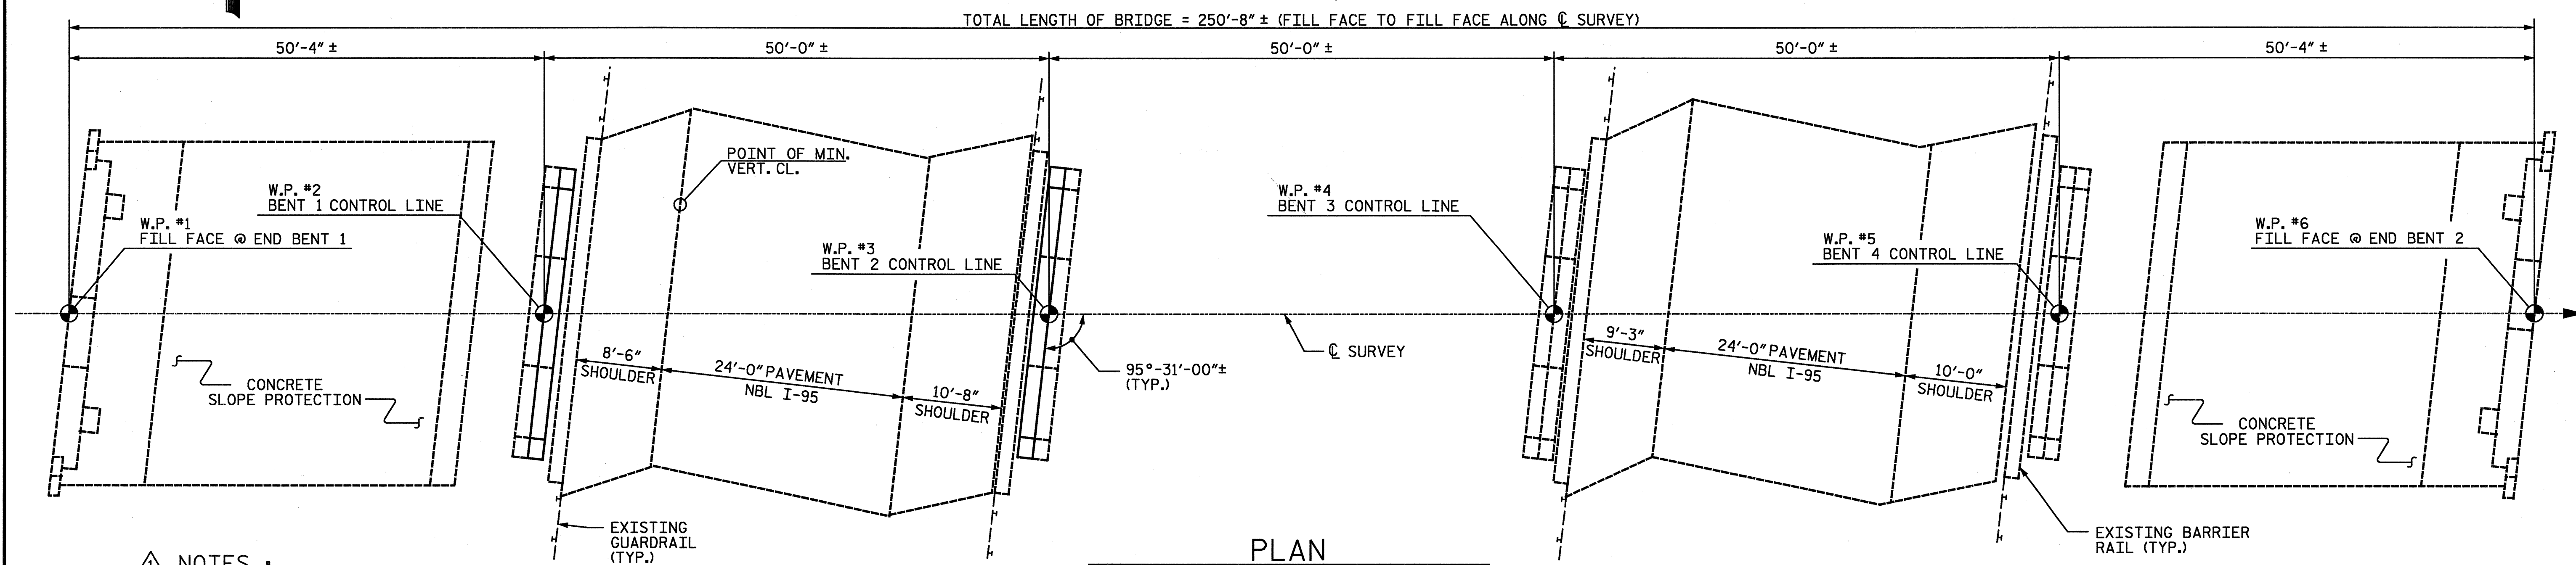 TOTAL LENGTH OF BRIDGE = 250'-8" ± (FILL FACE TO FILL FACE ALONG ℄ SURVEY)
50'-4" ±
50'-0" ±
50'-0" ±
50'-0" ±
50'-4" ±
POINT OF MIN.
VERT. CL.
W.P. #2
BENT 1 CONTROL LINE
W.P. #1
FILL FACE @ END BENT 1
W.P. #3
BENT 2 CONTROL LINE
W.P. #4
BENT 3 CONTROL LINE
W.P. #5
BENT 4 CONTROL LINE
W.P. #6
FILL FACE @ END BENT 2
8'-6"
SHOULDER
24'-0" PAVEMENT
NBL I-95
10'-8"
SHOULDER
95°-31'-00"±
(TYP.)
℄ SURVEY
9'-3"
SHOULDER
24'-0" PAVEMENT
NBL I-95
10'-0"
SHOULDER
CONCRETE
SLOPE PROTECTION
CONCRETE
SLOPE PROTECTION
EXISTING
GUARDRAIL
(TYP.)
EXISTING BARRIER
RAIL (TYP.)
PLAN
1 NOTES :